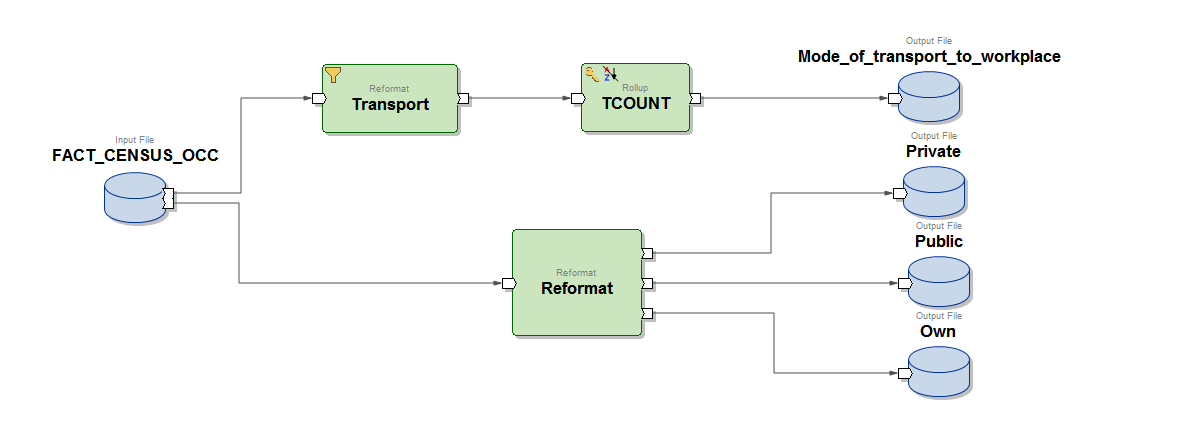 Output File
Mode_of_transport_to_workplace
Reformat
Transport
Rollup
TCOUNT
Input File
FACT_CENSUS_OCC
Output File
Private
Output File
Public
Reformat
Reformat
Output File
Own